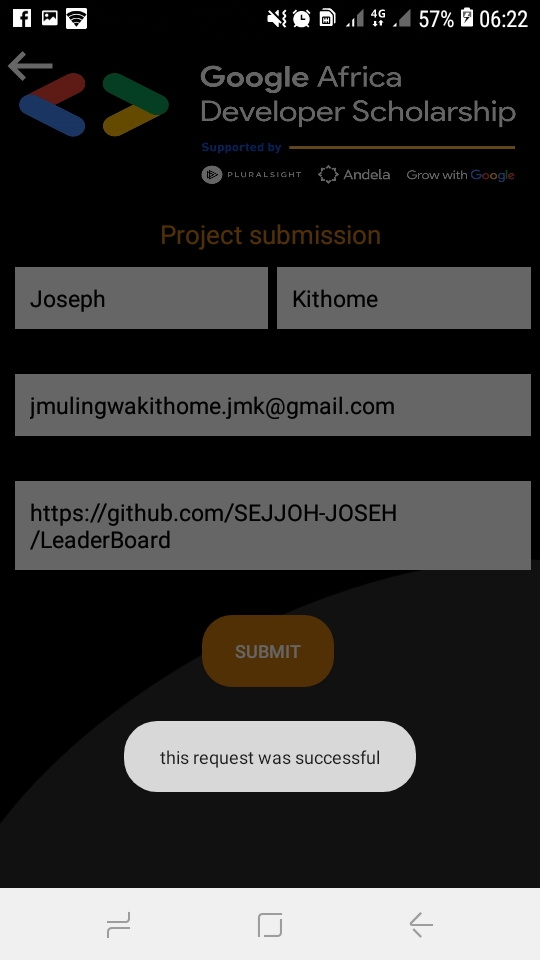 4G 57% 06:22
Google Africa
Developer Scholarship
Supported by
PLURALSIGHT Andela Grow with Google
Project submission
Joseph Kithome
jmulingwakithome.jmk@gmail.com
https://github.com/SEJJOH-JOSEH
/LeaderBoard
SUBMIT
this request was successful